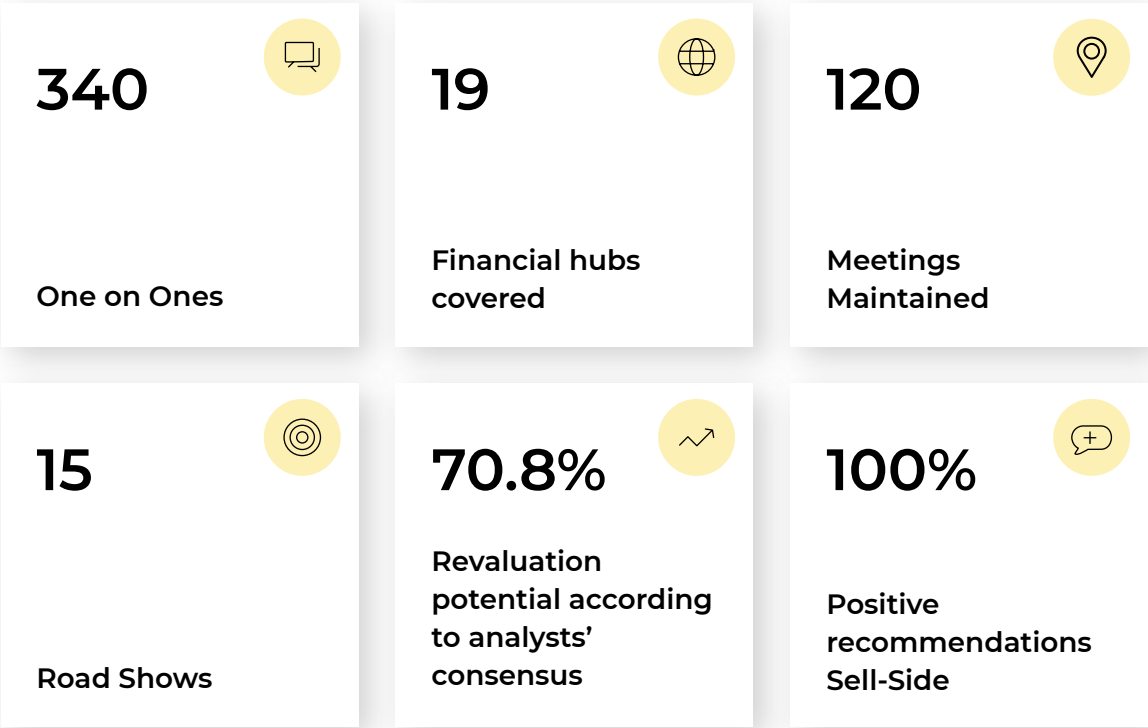 340
One on Ones
19
Financial hubs
covered
120
Meetings
Maintained
15
Road Shows
70.8%
Revaluation
potential according
to analysts’
consensus
100%
Positive
recommendations
Sell-Side